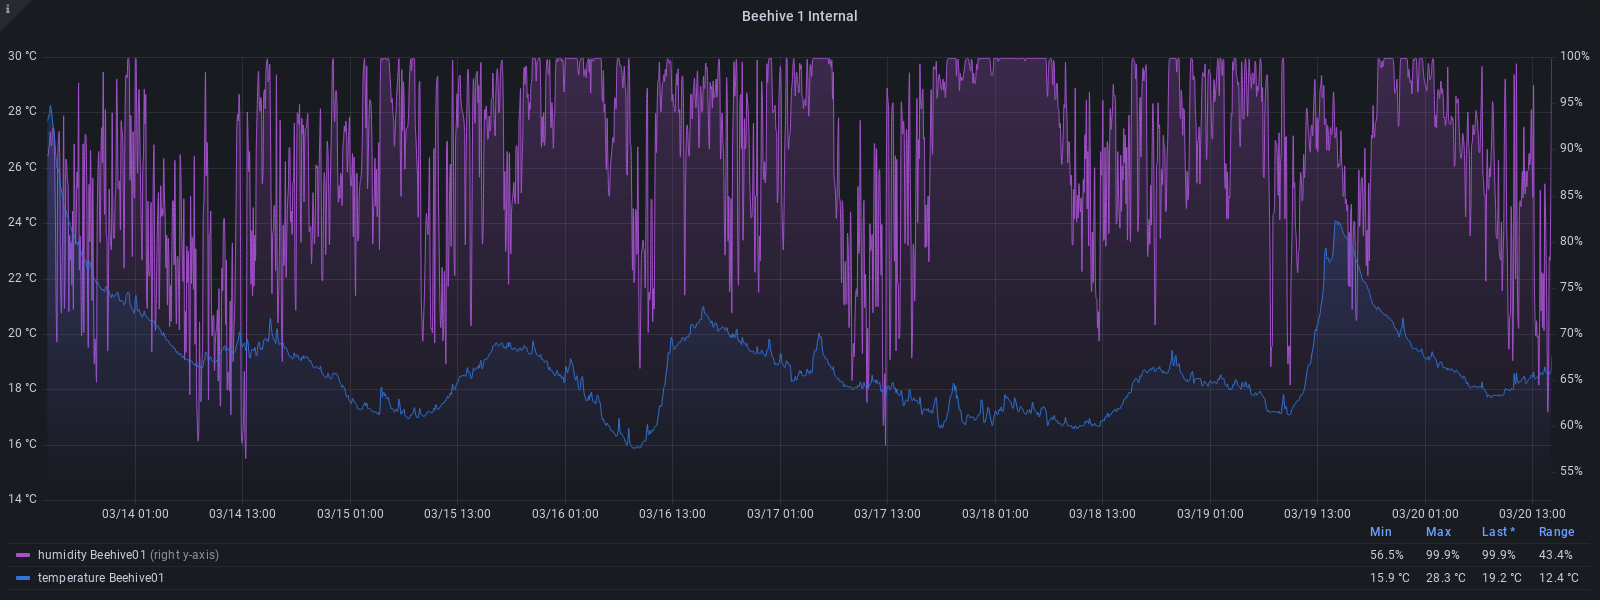 i
Beehive 1 Internal
30 °C 100%
28 °C 95%
26 °C 90%
24 °C 85%
22 °C 80%
20 °C 75%
18 °C 70%
16 °C 65%
14 °C 60%
55%
03/14 01:00 03/14 13:00 03/15 01:00 03/15 13:00 03/16 01:00 03/16 13:00 03/17 01:00 03/17 13:00 03/18 01:00 03/18 13:00 03/19 01:00 03/19 13:00 03/20 01:00 03/20 13:00
Min Max Last * Range
humidity Beehive01 (right y-axis) 56.5% 99.9% 99.9% 43.4%
temperature Beehive01 15.9 °C 28.3 °C 19.2 °C 12.4 °C